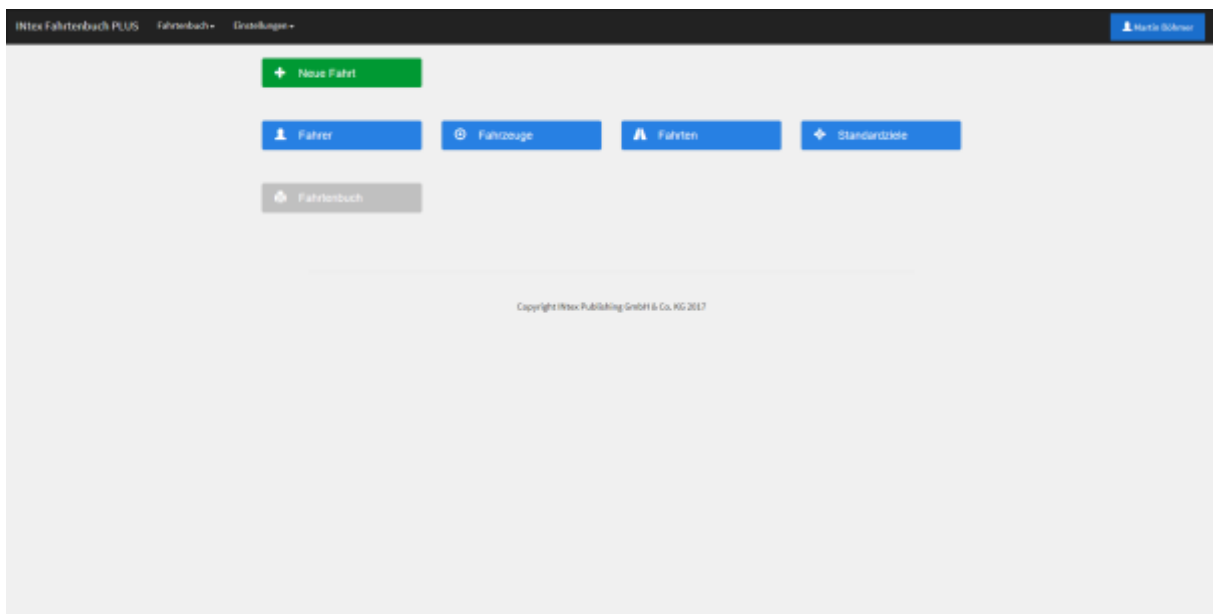 INtex Fahrtenbuch PLUS Fahrtenbuch Einstellungen Martin Böhmer
Neue Fahrt
Fahrer Fahrzeuge Fahrten Standardziele
Fahrtenbuch
Copyright INtex Publishing GmbH & Co. KG 2017